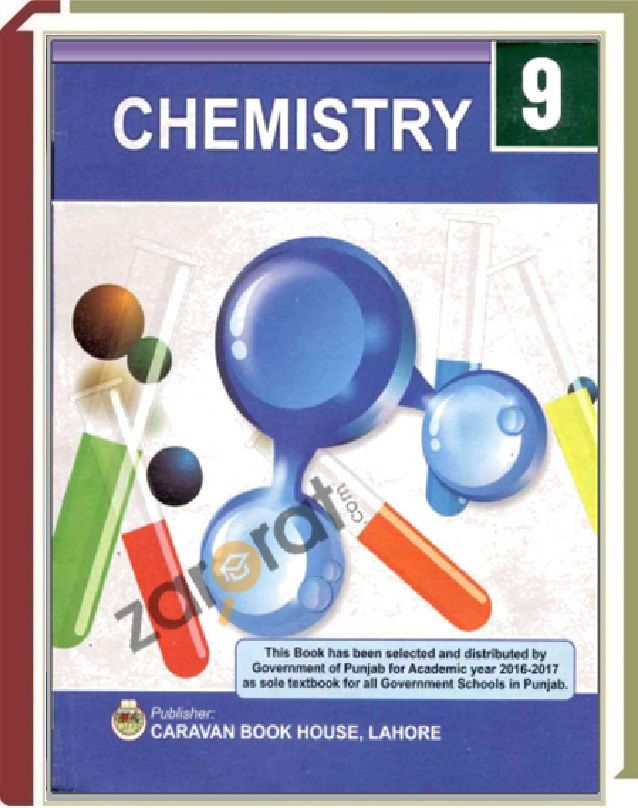 CHEMISTRY
9
zarorat
.com
This Book has been selected and distributed by
Government of Punjab for Academic year 2016-2017
as sole textbook for all Government Schools in Punjab.
Publisher:
CARAVAN BOOK HOUSE, LAHORE